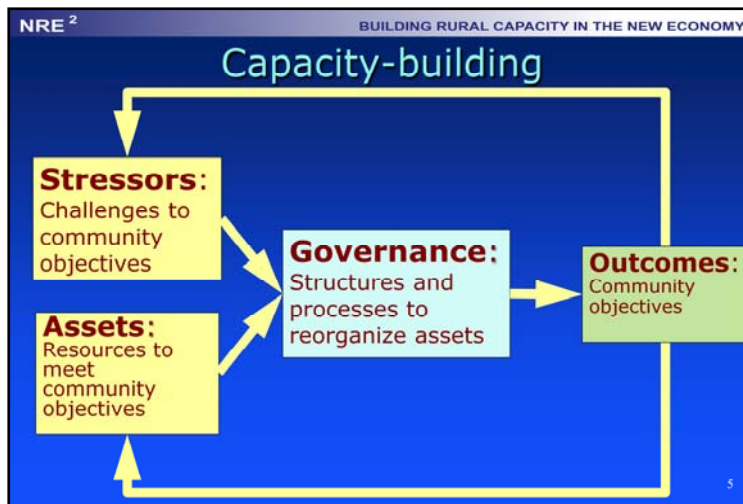 NRE ²
BUILDING RURAL CAPACITY IN THE NEW ECONOMY
Capacity-building
Stressors:
Challenges to
community
objectives
Assets:
Resources to
meet
community
objectives
Governance:
Structures and
processes to
reorganize assets
Outcomes:
Community
objectives
5